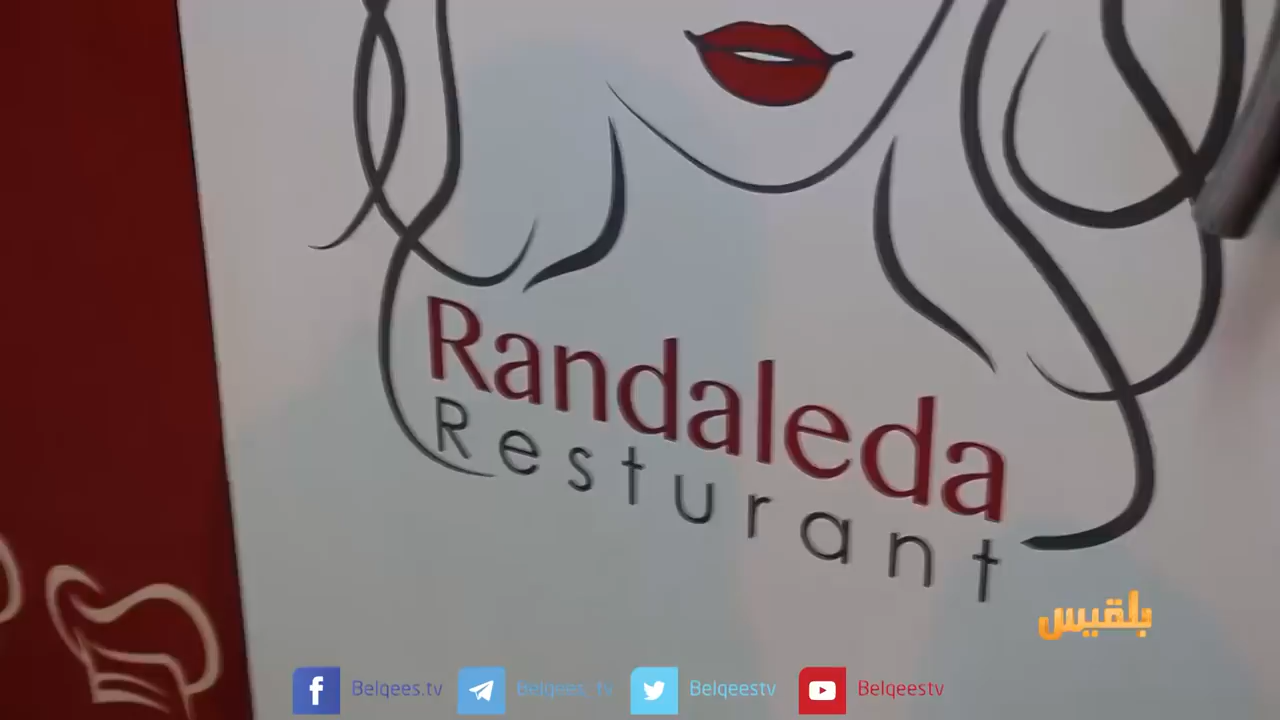 Randaleda
Resturant
بلقيس
Belqees.tv
Belqees. tv
Belqeestv
Belqeestv